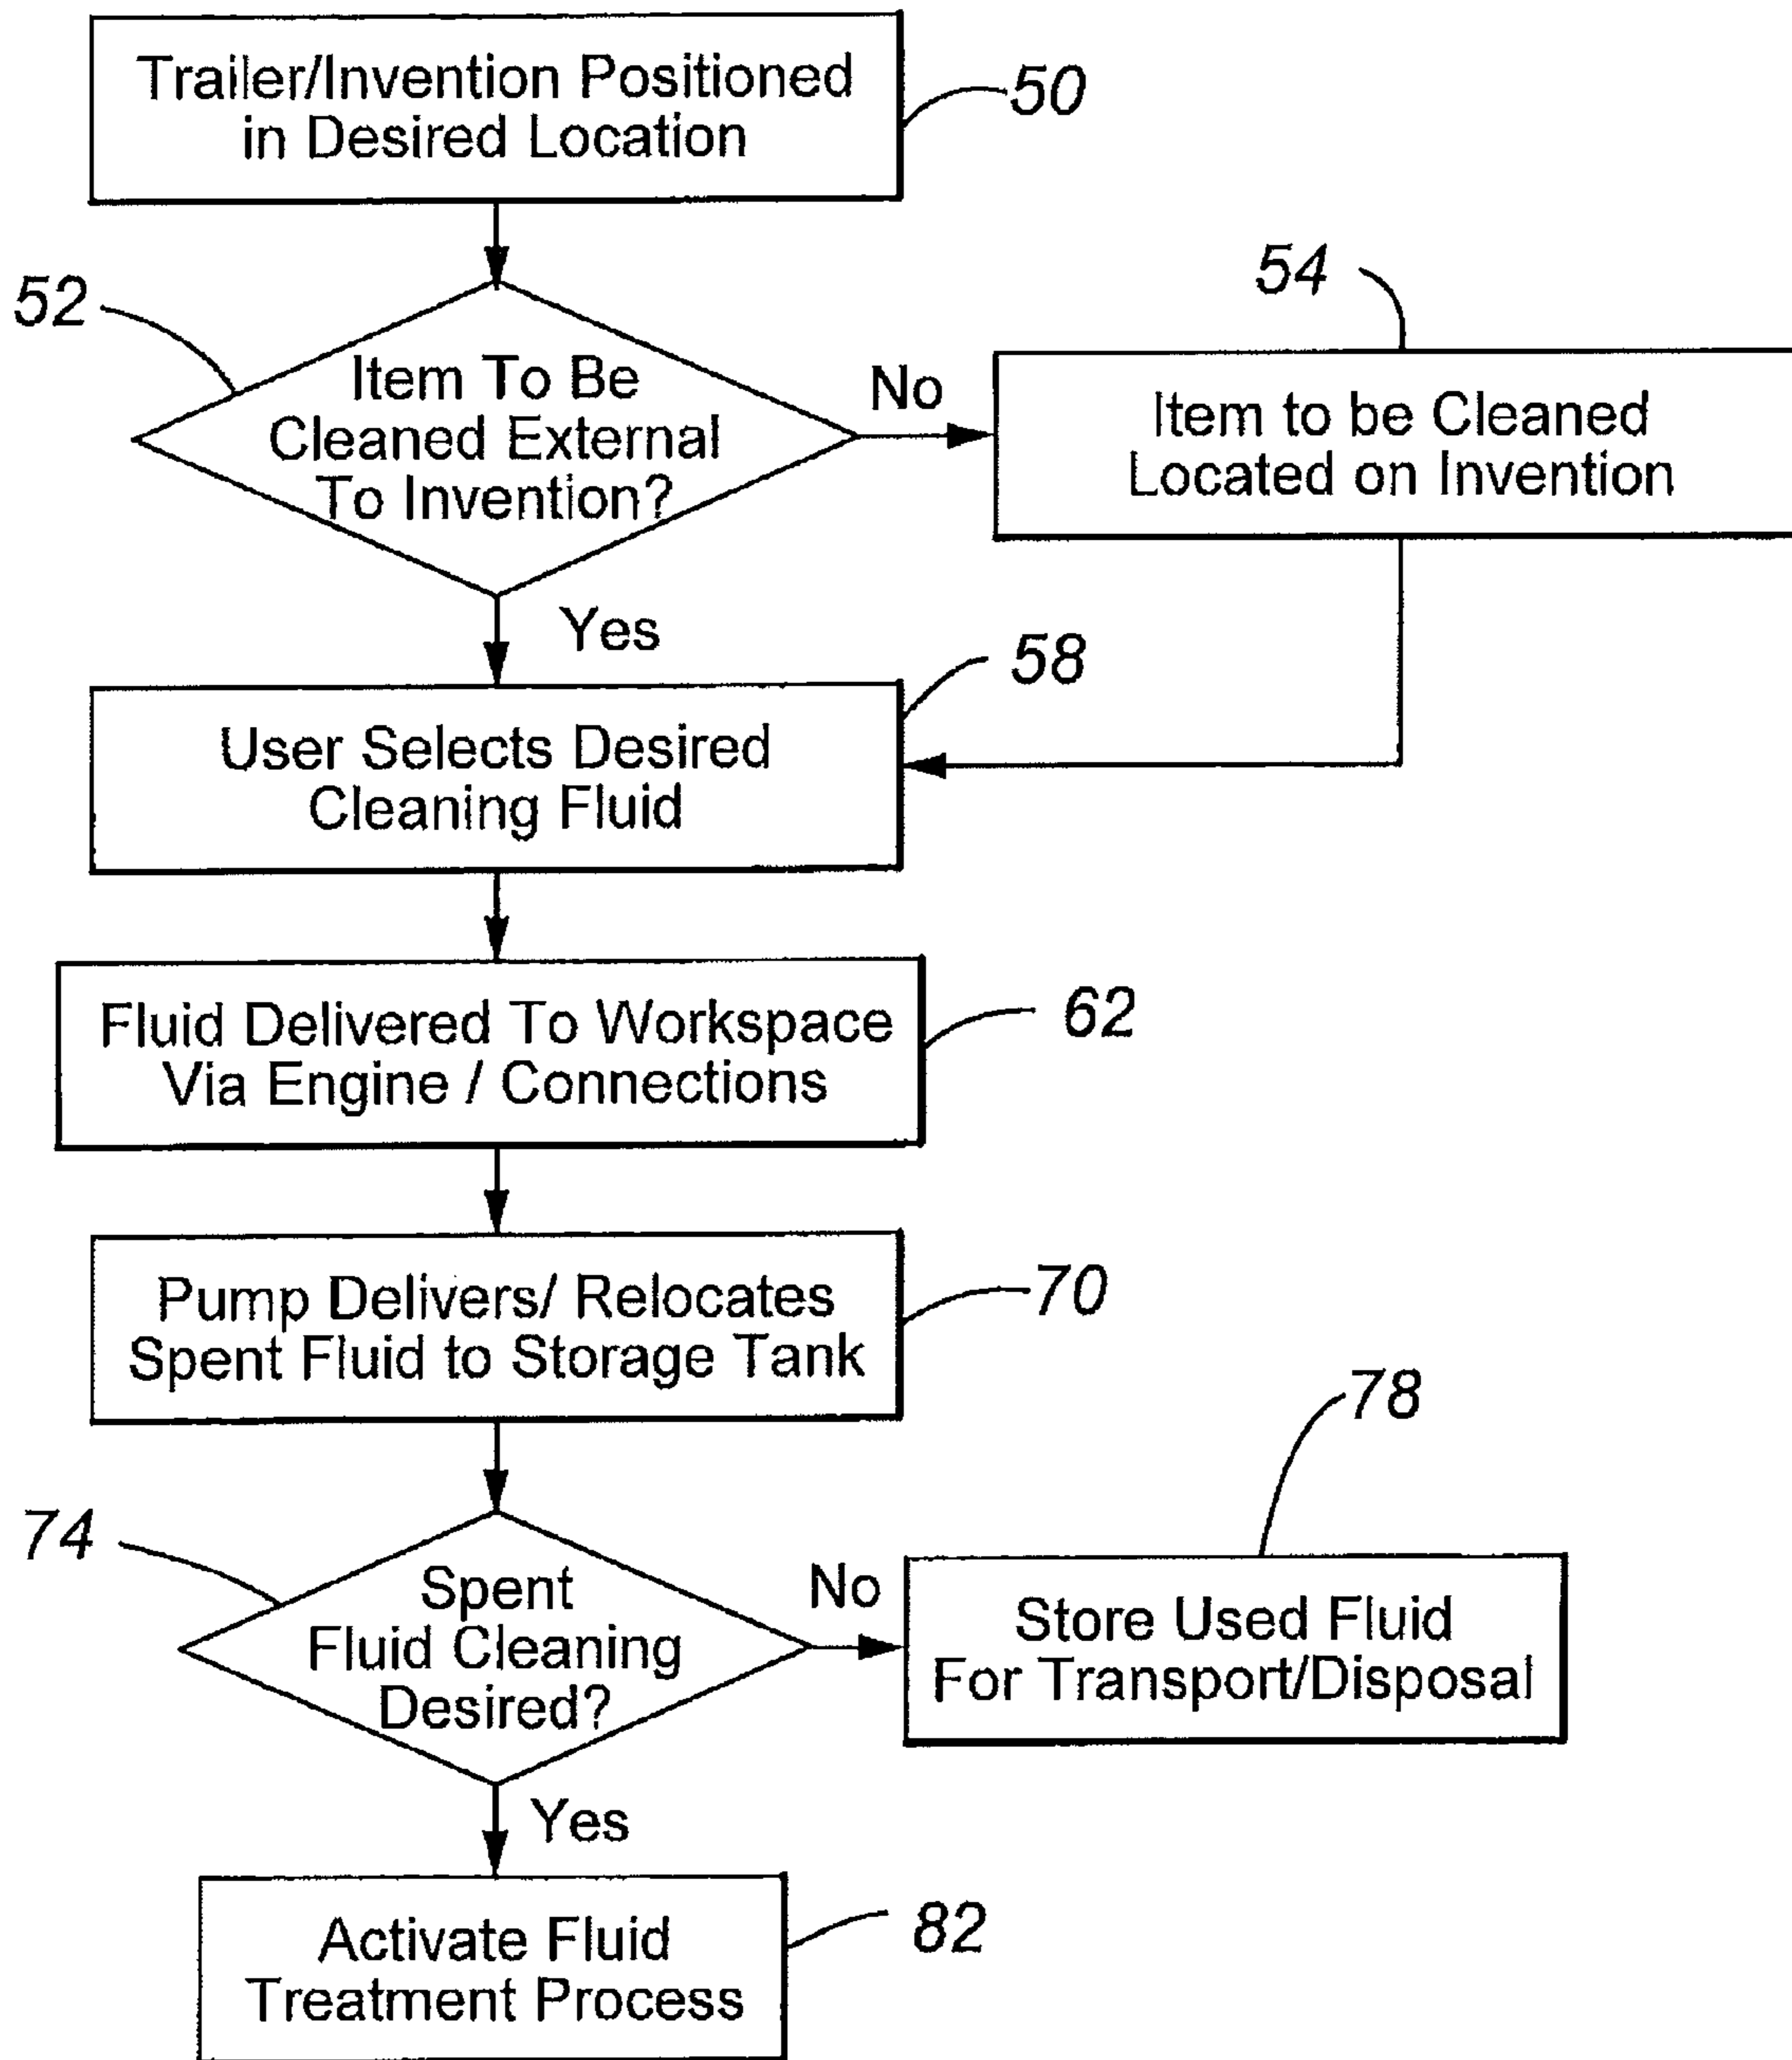 Trailer/Invention Positioned
in Desired Location
50
52
Item To Be
Cleaned External
To Invention?
No
54
Item to be Cleaned
Located on Invention
Yes
58
User Selects Desired
Cleaning Fluid
Fluid Delivered To Workspace
Via Engine / Connections
62
Pump Delivers/ Relocates
Spent Fluid to Storage Tank
70
74
Spent
Fluid Cleaning
Desired?
No
78
Store Used Fluid
For Transport/Disposal
Yes
Activate Fluid
Treatment Process
82